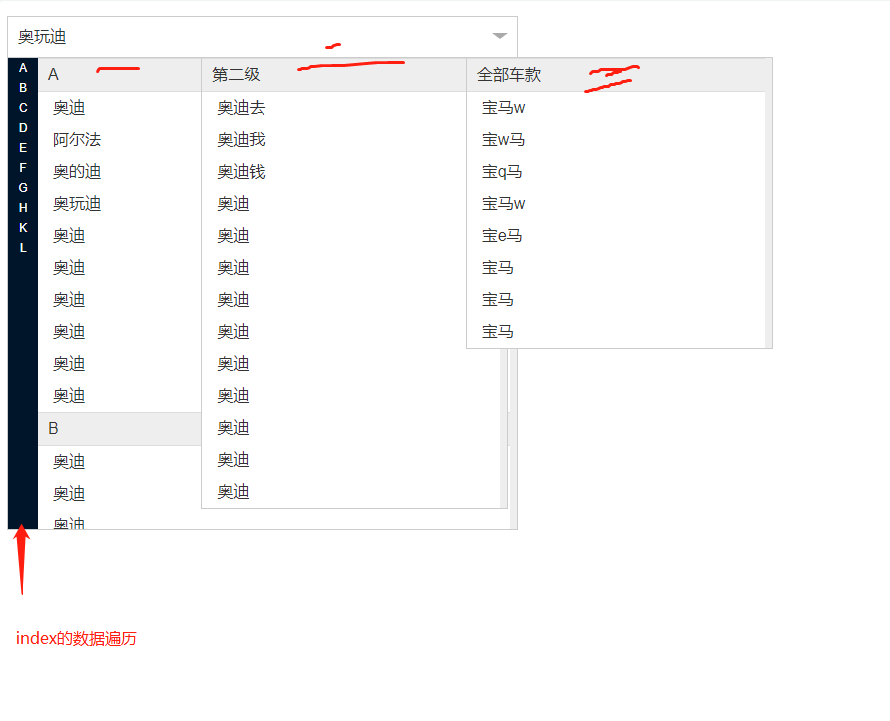 奥玩迪
A
B
C
D
E
F
G
H
K
L
A
奥迪
阿尔法
奥的迪
奥玩迪
奥迪
奥迪
奥迪
奥迪
奥迪
奥迪
B
奥迪
奥迪
奥迪
第二级
奥迪去
奥迪我
奥迪钱
奥迪
奥迪
奥迪
奥迪
奥迪
奥迪
奥迪
奥迪
奥迪
奥迪
全部车款
宝马w
宝w马
宝q马
宝马w
宝e马
宝马
宝马
宝马
index的数据遍历